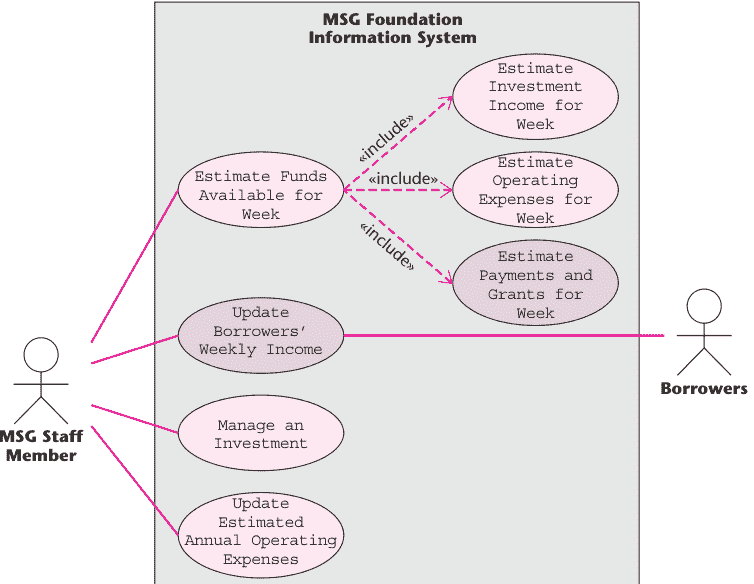 MSG Foundation
Information System
Estimate
Investment
Income for
Week
«include»
Estimate Funds
Available for
Week
«include»
Estimate
Operating
Expenses for
Week
«include»
Estimate
Payments and
Grants for
Week
Update
Borrowers’
Weekly Income
Borrowers
MSG Staff
Member
Manage an
Investment
Update
Estimated
Annual Operating
Expenses